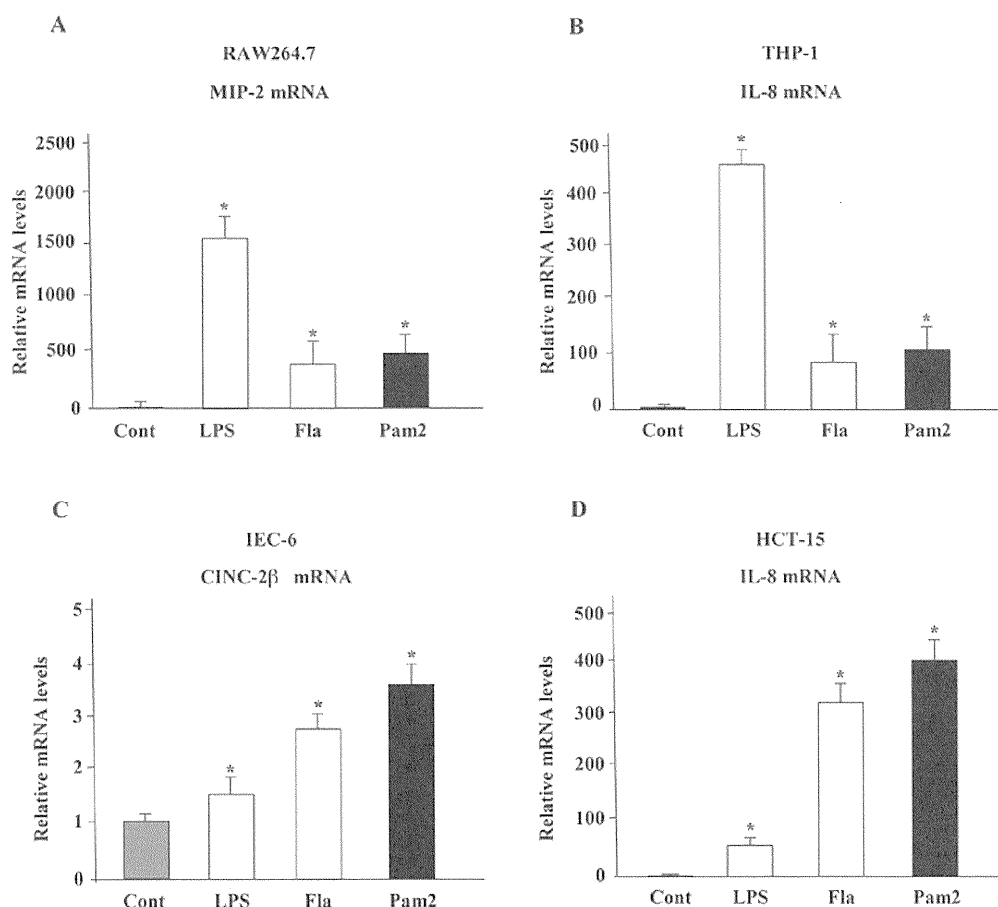 A
RAW264.7
MIP-2 mRNA
Relative mRNA levels
2500
2000
1500
1000
500
0
*
*
*
Cont LPS Fla Pam2
B
THP-1
IL-8 mRNA
Relative mRNA levels
500
400
300
200
100
0
*
*
*
Cont LPS Fla Pam2
C
IEC-6
CINC-2β mRNA
Relative mRNA levels
5
4
3
2
1
0
*
*
*
Cont LPS Fla Pam2
D
HCT-15
IL-8 mRNA
Relative mRNA levels
500
400
300
200
100
0
*
*
*
Cont LPS Fla Pam2